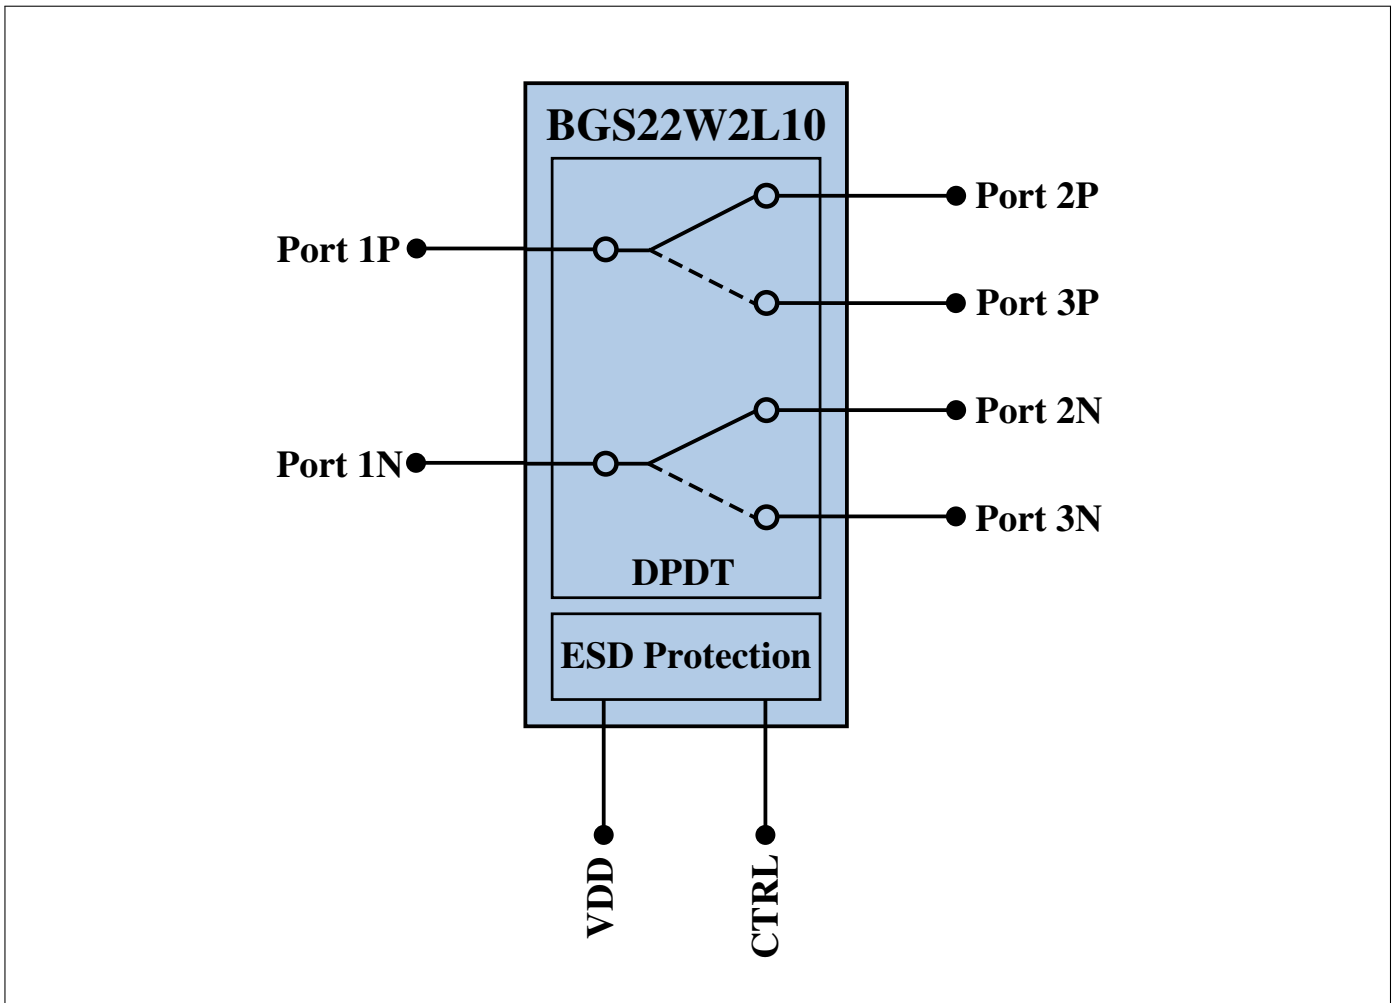 BGS22W2L10
Port 2P
Port 1P
Port 3P
Port 2N
Port 1N
Port 3N
DPDT
ESD Protection
VDD
CTRL